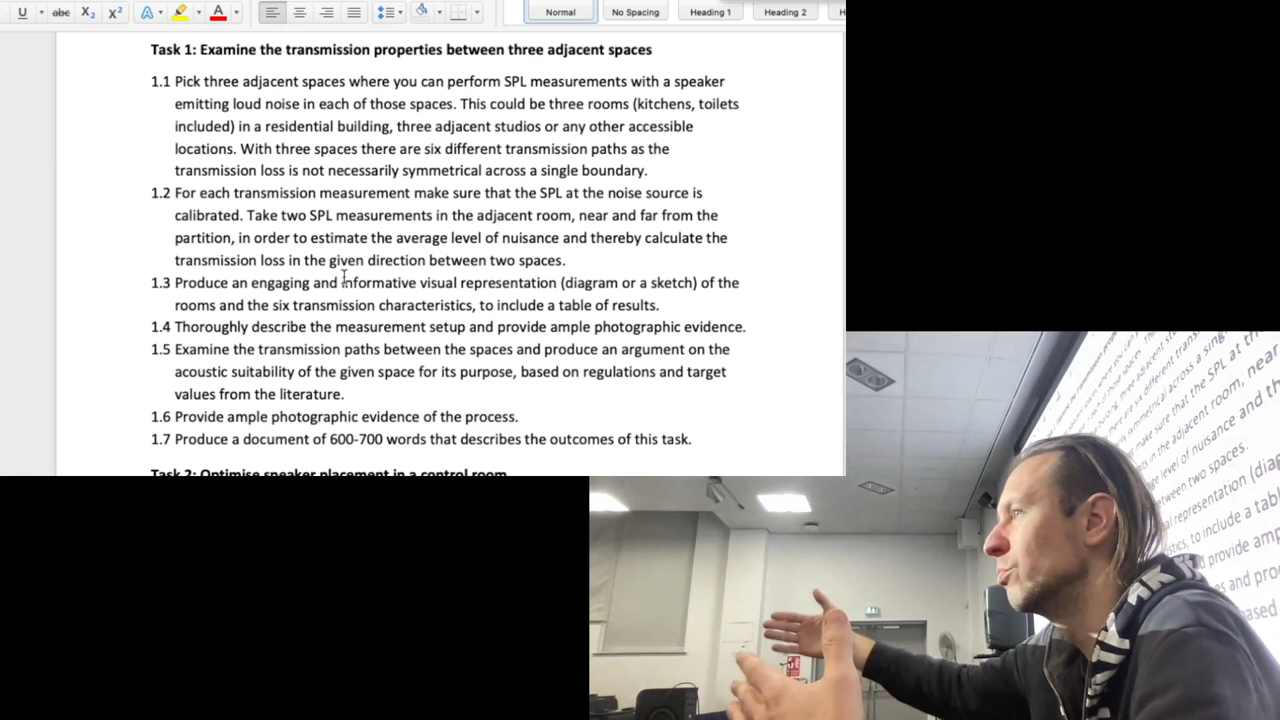 U abc X₂ X² A A
Normal No Spacing Heading 1 Heading 2 H
Task 1: Examine the transmission properties between three adjacent spaces
1.1 Pick three adjacent spaces where you can perform SPL measurements with a speaker
emitting loud noise in each of those spaces. This could be three rooms (kitchens, toilets
included) in a residential building, three adjacent studios or any other accessible
locations. With three spaces there are six different transmission paths as the
transmission loss is not necessarily symmetrical across a single boundary.
1.2 For each transmission measurement make sure that the SPL at the noise source is
calibrated. Take two SPL measurements in the adjacent room, near and far from the
partition, in order to estimate the average level of nuisance and thereby calculate the
transmission loss in the given direction between two spaces.
1.3 Produce an engaging and informative visual representation (diagram or a sketch) of the
rooms and the six transmission characteristics, to include a table of results.
1.4 Thoroughly describe the measurement setup and provide ample photographic evidence.
1.5 Examine the transmission paths between the spaces and produce an argument on the
acoustic suitability of the given space for its purpose, based on regulations and target
values from the literature.
1.6 Provide ample photographic evidence of the process.
1.7 Produce a document of 600-700 words that describes the outcomes of this task.
Task 2: Optimise speaker placement in a control room